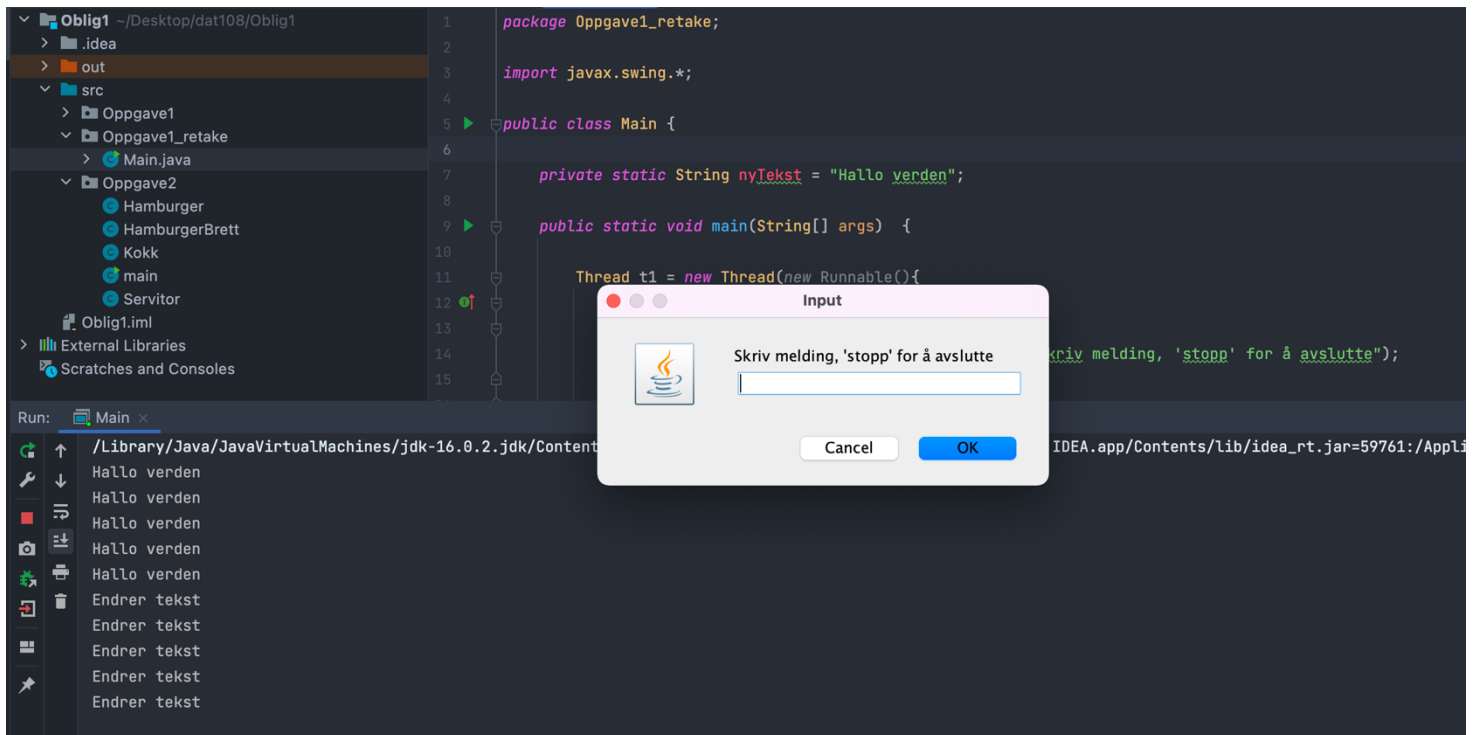 Oblig1 ~/Desktop/dat108/Oblig1
.idea
out
src
Oppgave1
Oppgave1_retake
Main.java
Oppgave2
Hamburger
HamburgerBrett
Kokk
main
Servitor
Oblig1.iml
External Libraries
Scratches and Consoles
1 package Oppgave1_retake;
2
3 import javax.swing.*;
4
5 public class Main {
6
7 private static String nyTekst = "Hallo verden";
8
9 public static void main(String[] args) {
10
11 Thread t1 = new Thread(new Runnable(){
12
13
14 kriv melding, 'stopp' for å avslutte");
15
Input
Skriv melding, 'stopp' for å avslutte
Cancel OK
Run: Main
/Library/Java/JavaVirtualMachines/jdk-16.0.2.jdk/Content IDEA.app/Contents/lib/idea_rt.jar=59761:/Appli
Hallo verden
Hallo verden
Hallo verden
Hallo verden
Hallo verden
Endrer tekst
Endrer tekst
Endrer tekst
Endrer tekst
Endrer tekst